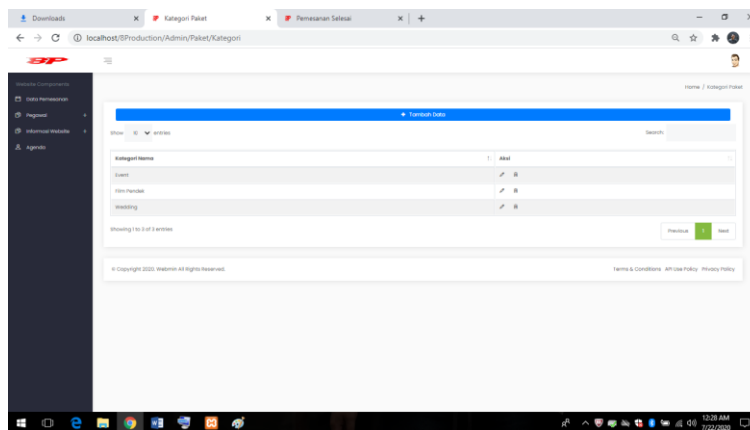 Downloads
Kategori Paket
Pemesanan Selesai
localhost/8Production/Admin/Paket/Kategori
8P
Home / Kategori Paket
Website Components
Data Pemesanan
Pegawai
Informasi Website
Agenda
+ Tambah Data
Show 10 entries
Search:
Kategori Nama
Aksi
Event
Film Pendek
Wedding
Showing 1 to 3 of 3 entries
Previous 1 Next
© Copyright 2020. Webmin All Rights Reserved.
Terms & Conditions API Use Policy Privacy Policy
12:28 AM
7/22/2020